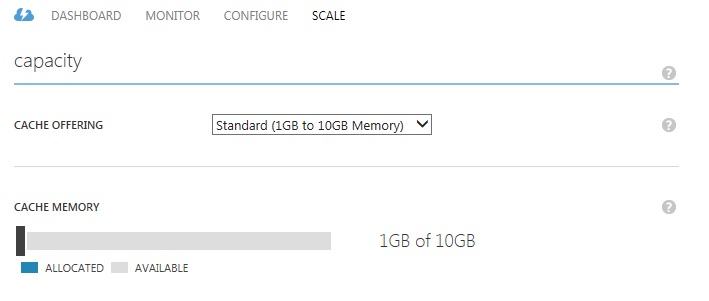 DASHBOARD MONITOR CONFIGURE SCALE
capacity
?
CACHE OFFERING Standard (1GB to 10GB Memory) ?
CACHE MEMORY ?
1GB of 10GB
ALLOCATED AVAILABLE